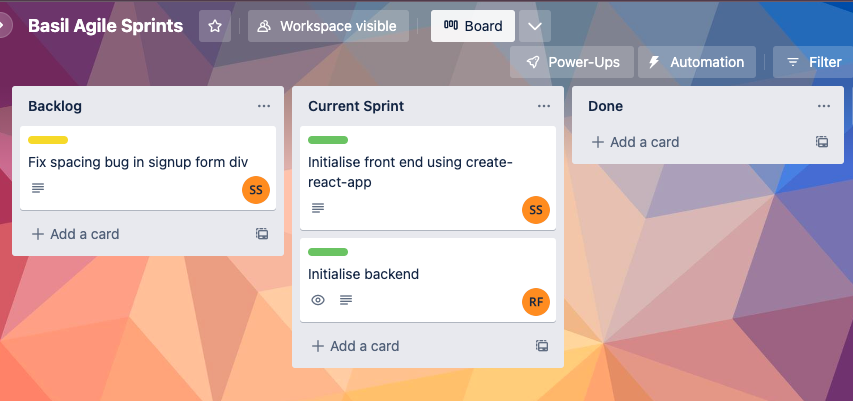 Basil Agile Sprints
Workspace visible
Board
Power-Ups
Automation
Filter
Backlog
Fix spacing bug in signup form div
SS
Add a card
Current Sprint
Initialise front end using create-
react-app
SS
Initialise backend
RF
Add a card
Done
Add a card